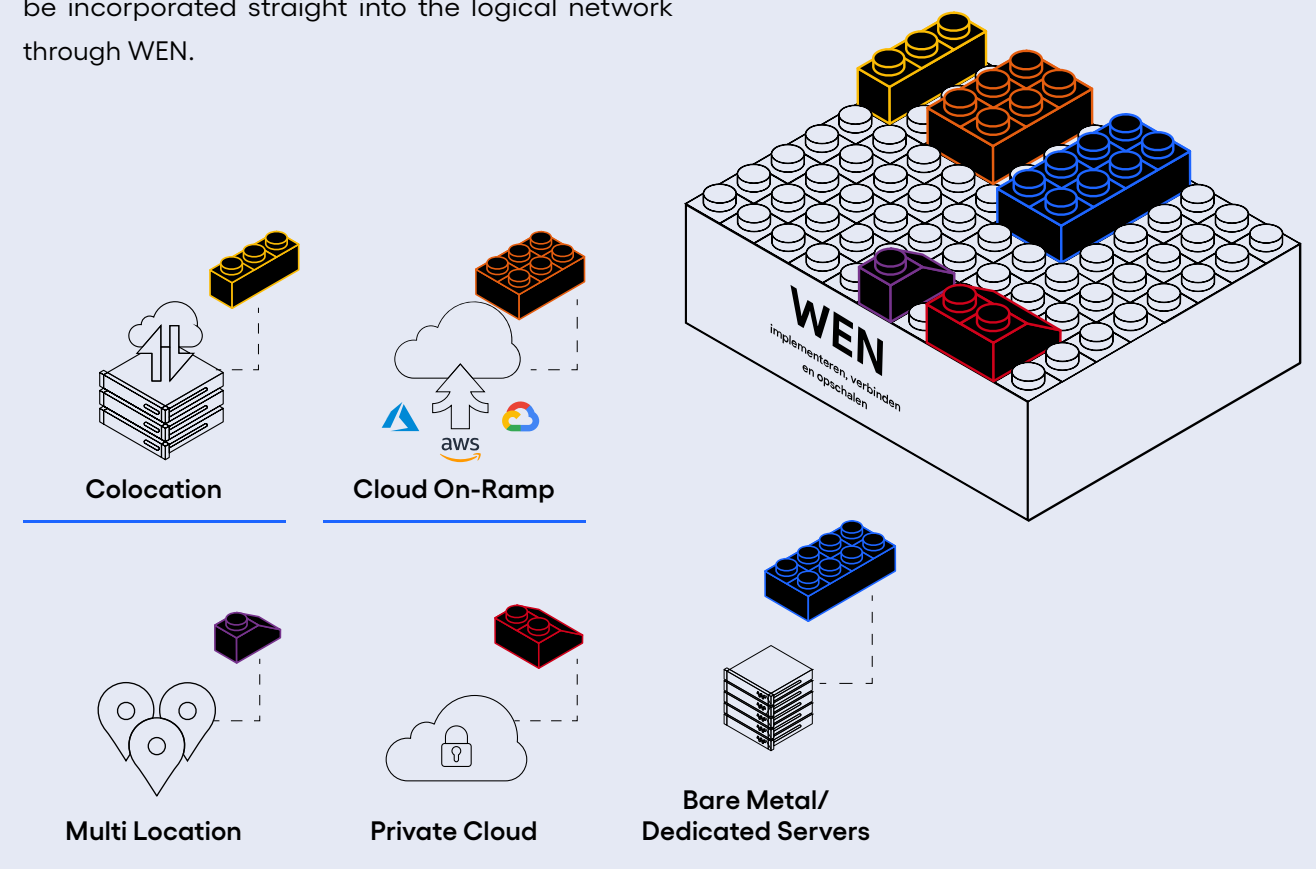 be incorporated straight into the logical network
through WEN.
WEN
implementeren, verbinden
en opschalen
aws
Colocation
Cloud On-Ramp
Multi Location
Private Cloud
Bare Metal/
Dedicated Servers